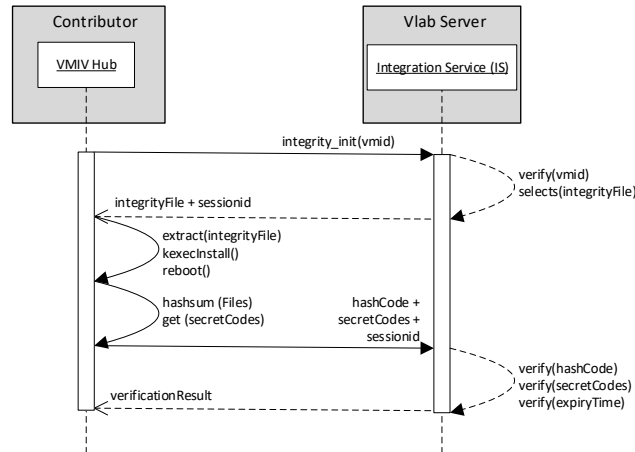 Contributor
Vlab Server
VMIV Hub
Integration Service (IS)
integrity_init(vmid)
verify(vmid)
selects(integrityFile)
integrityFile + sessionid
extract(integrityFile)
kexecInstall()
reboot()
hashsum (Files)
get (secretCodes)
hashCode +
secretCodes +
sessionid
verify(hashCode)
verify(secretCodes)
verify(expiryTime)
verificationResult